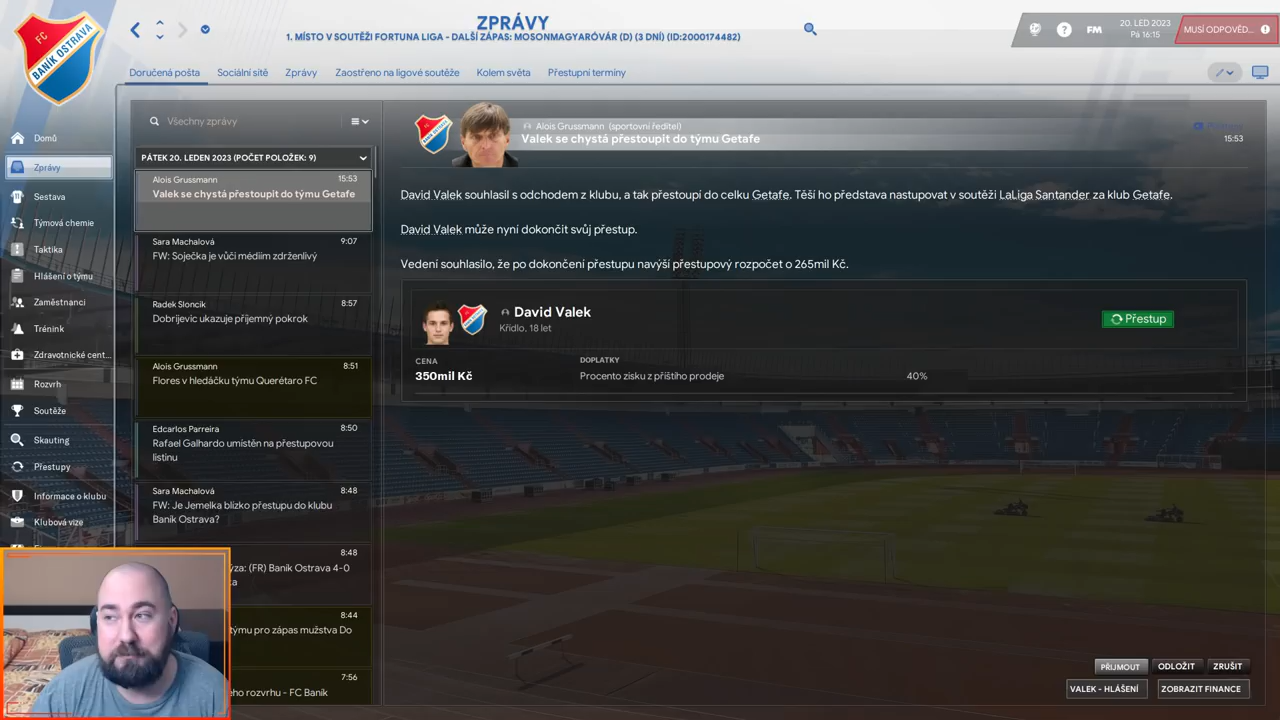 FC
BANÍK OSTRAVA
ZPRÁVY
1. MÍSTO V SOUTĚŽI FORTUNA LIGA - DALŠÍ ZÁPAS: MOSONMAGYARÓVÁR (D) (3 DNÍ) (ID:2000174482)
FM
20. LED 2023
Pá 16:15
MUSÍ ODPOVĚD...
Doručená pošta
Sociální sítě
Zprávy
Zaostřeno na ligové soutěže
Kolem světa
Přestupní termíny
Domů
Zprávy
Sestava
Týmová chemie
Taktika
Hlášení o týmu
Zaměstnanci
Trénink
Zdravotnické cent...
Rozvrh
Soutěže
Skauting
Přestupy
Informace o klubu
Klubová vize
Všechny zprávy
PÁTEK 20. LEDEN 2023 (POČET POLOŽEK: 9)
Alois Grussmann 15:53
Valek se chystá přestoupit do týmu Getafe
Sara Machalová 9:07
FW: Soječka je vůči médiím zdrženlivý
Radek Sloncik 8:57
Dobrijevic ukazuje příjemný pokrok
Alois Grussmann 8:51
Flores v hledáčku týmu Querétaro FC
Edcarlos Parreira 8:50
Rafael Galhardo umístěn na přestupovou
listinu
Sara Machalová 8:48
FW: Je Jemelka blízko přestupu do klubu
Baník Ostrava?
8:48
ýza: (FR) Baník Ostrava 4-0
ka
8:44
týmu pro zápas mužstva Do
7:56
eho rozvrhu - FC Baník
Alois Grussmann (sportovní ředitel)
Valek se chystá přestoupit do týmu Getafe
15:53
David Valek souhlasil s odchodem z klubu, a tak přestoupí do celku Getafe. Těší ho představa nastupovat v soutěži LaLiga Santander za klub Getafe.
David Valek může nyní dokončit svůj přestup.
Vedení souhlasilo, že po dokončení přestupu navýší přestupový rozpočet o 265mil Kč.
David Valek
Křídlo, 18 let
Přestup
CENA
350mil Kč
DOPLATKY
Procento zisku z příštího prodeje 40%
PŘIJMOUT
ODLOŽIT
ZRUŠIT
VALEK - HLÁŠENÍ
ZOBRAZIT FINANCE